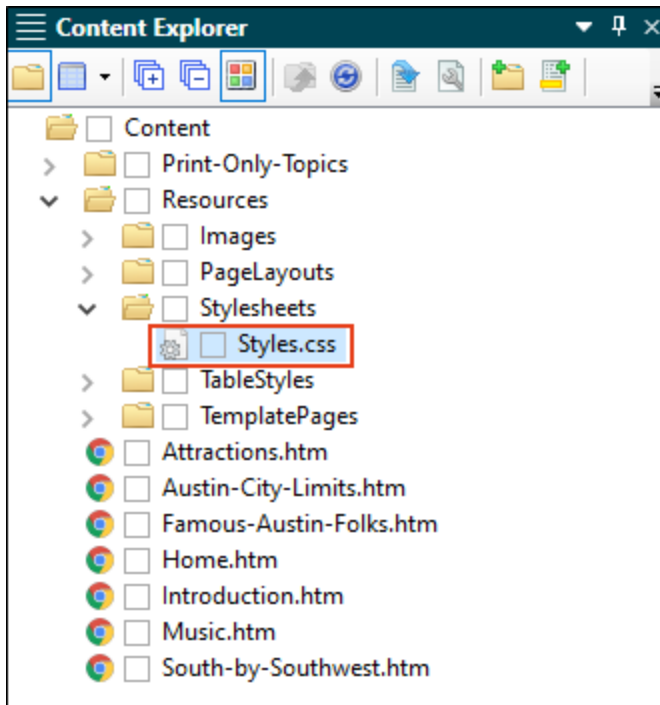 Content Explorer
Content
Print-Only-Topics
Resources
Images
PageLayouts
Stylesheets
Styles.css
TableStyles
TemplatePages
Attractions.htm
Austin-City-Limits.htm
Famous-Austin-Folks.htm
Home.htm
Introduction.htm
Music.htm
South-by-Southwest.htm